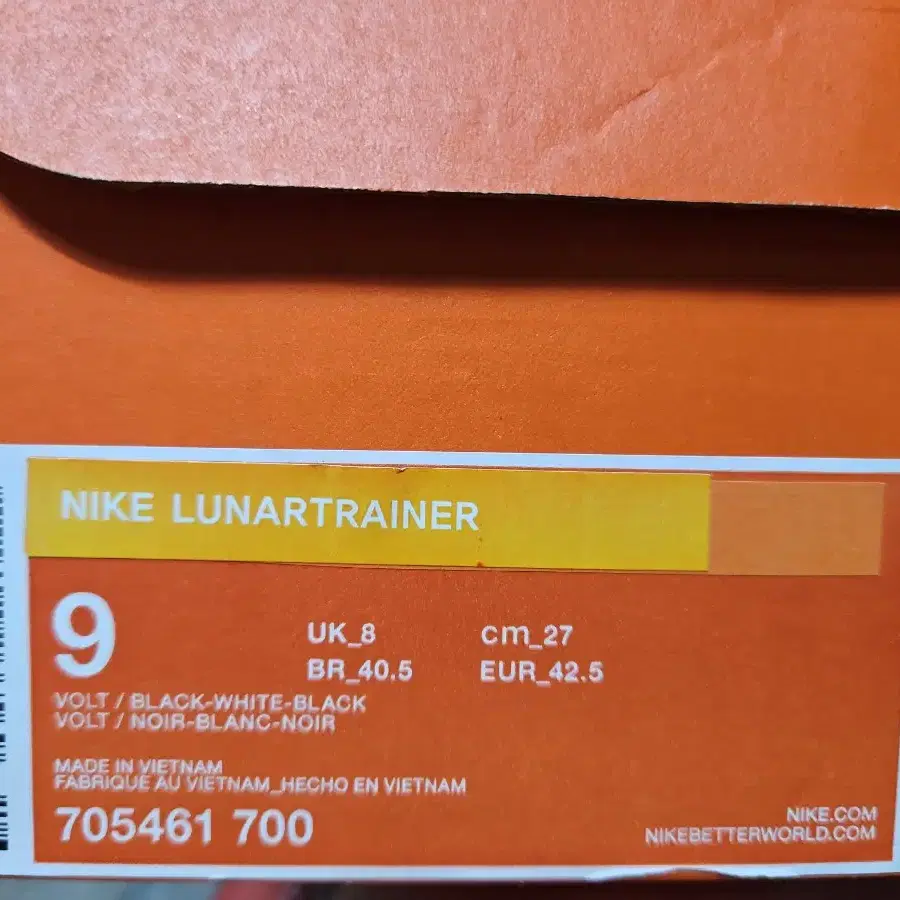 NIKE LUNARTRAINER
9
UK_8 cm_27
BR_40.5 EUR_42.5
VOLT / BLACK-WHITE-BLACK
VOLT / NOIR-BLANC-NOIR
MADE IN VIETNAM
FABRIQUE AU VIETNAM_HECHO EN VIETNAM
705461 700
NIKE.COM
NIKEBETTERWORLD.COM